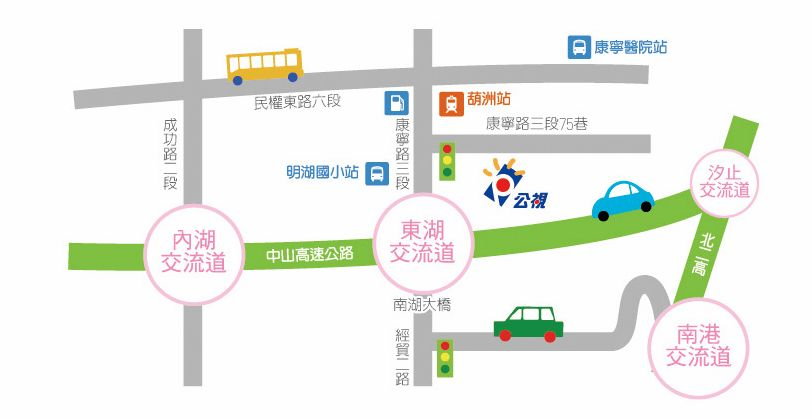 康寧醫院站
葫洲站
民權東路六段
康寧路三段75巷
成功路二段
康寧路三段
明湖國小站
公視
汐止
交流道
內湖
交流道
東湖
交流道
中山高速公路
北二高
南湖大橋
經貿二路
南港
交流道